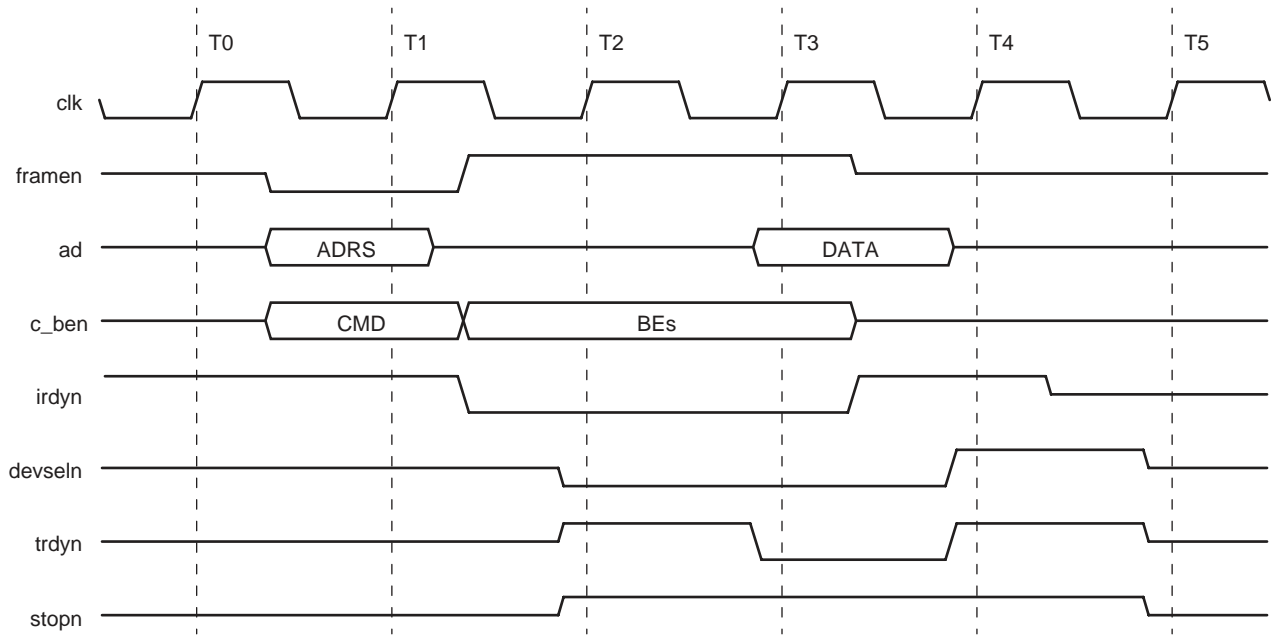 T0 T1 T2 T3 T4 T5
clk
framen
ad ADRS DATA
c_ben CMD BEs
irdyn
devseln
trdyn
stopn